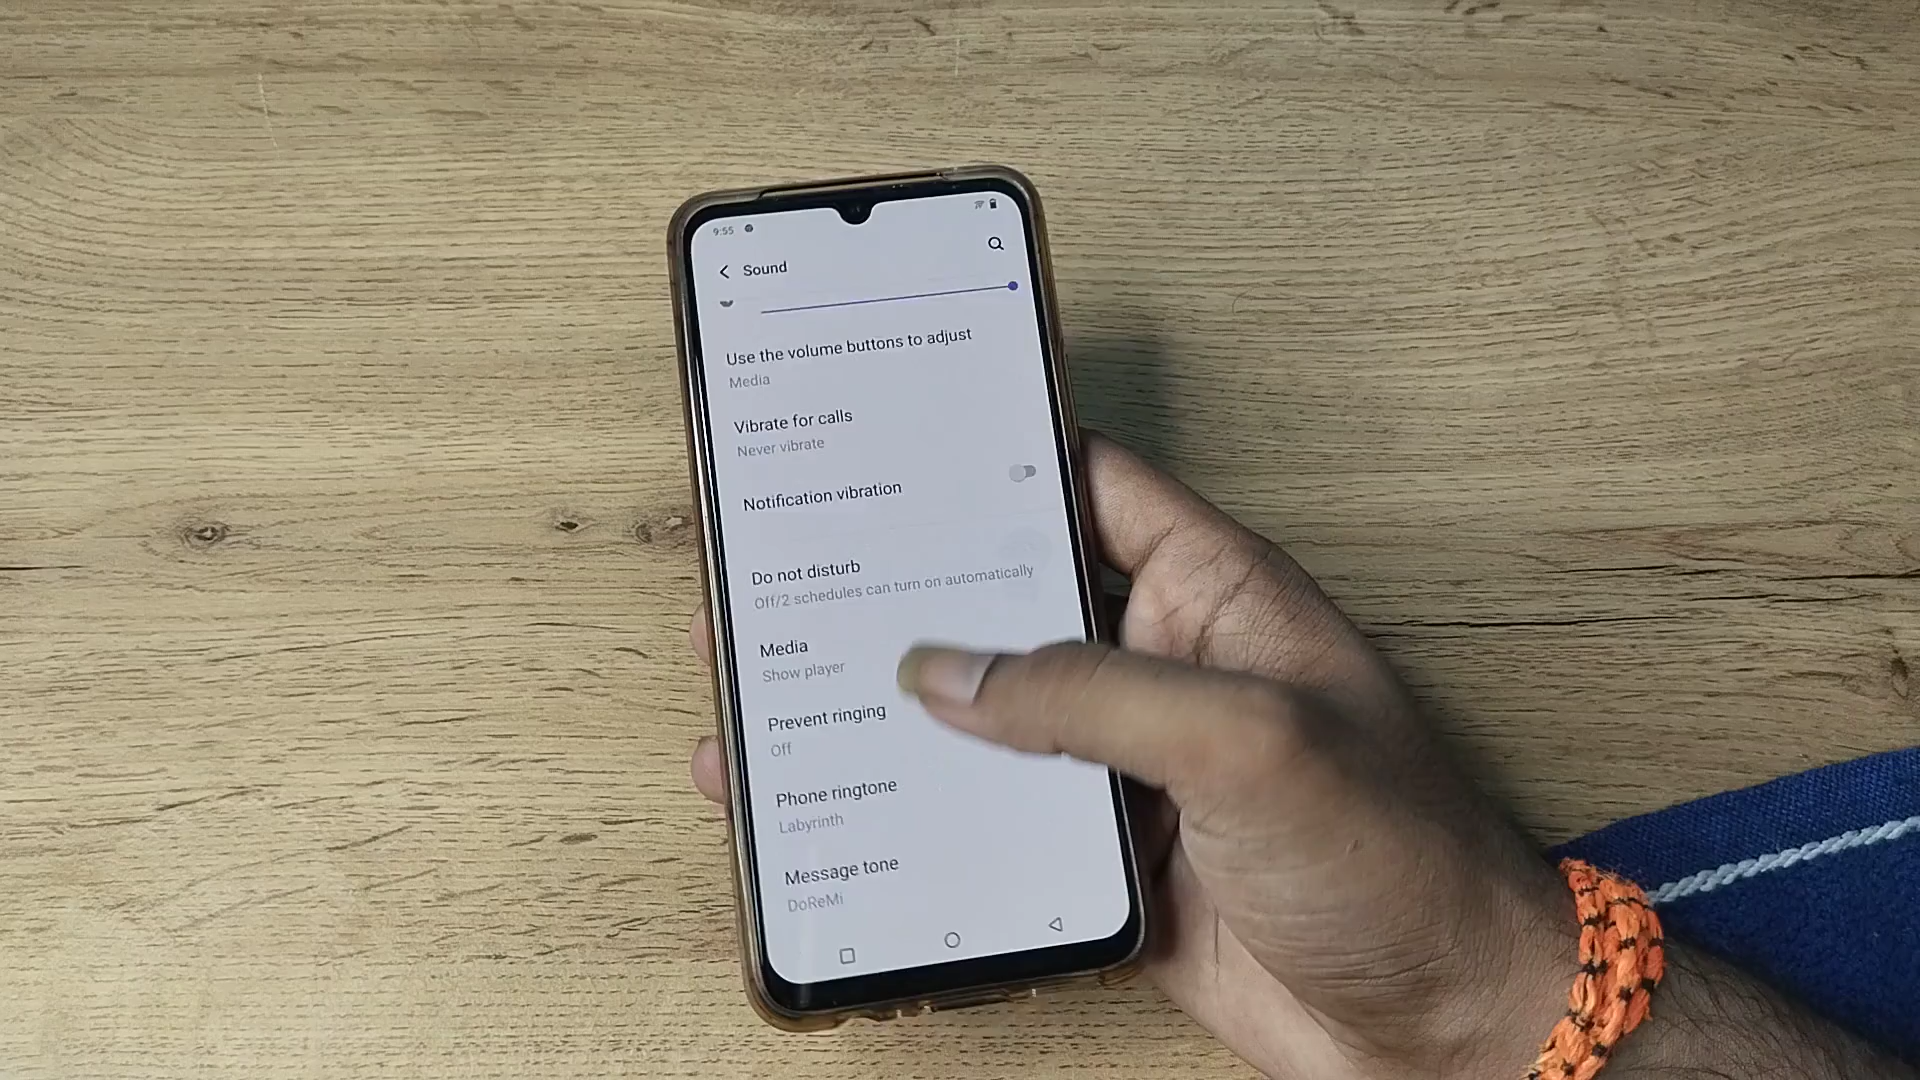 9:55
Sound
Use the volume buttons to adjust
Media
Vibrate for calls
Never vibrate
Notification vibration
Do not disturb
Off/2 schedules can turn on automatically
Media
Show player
Prevent ringing
Off
Phone ringtone
Labyrinth
Message tone
DoReMi